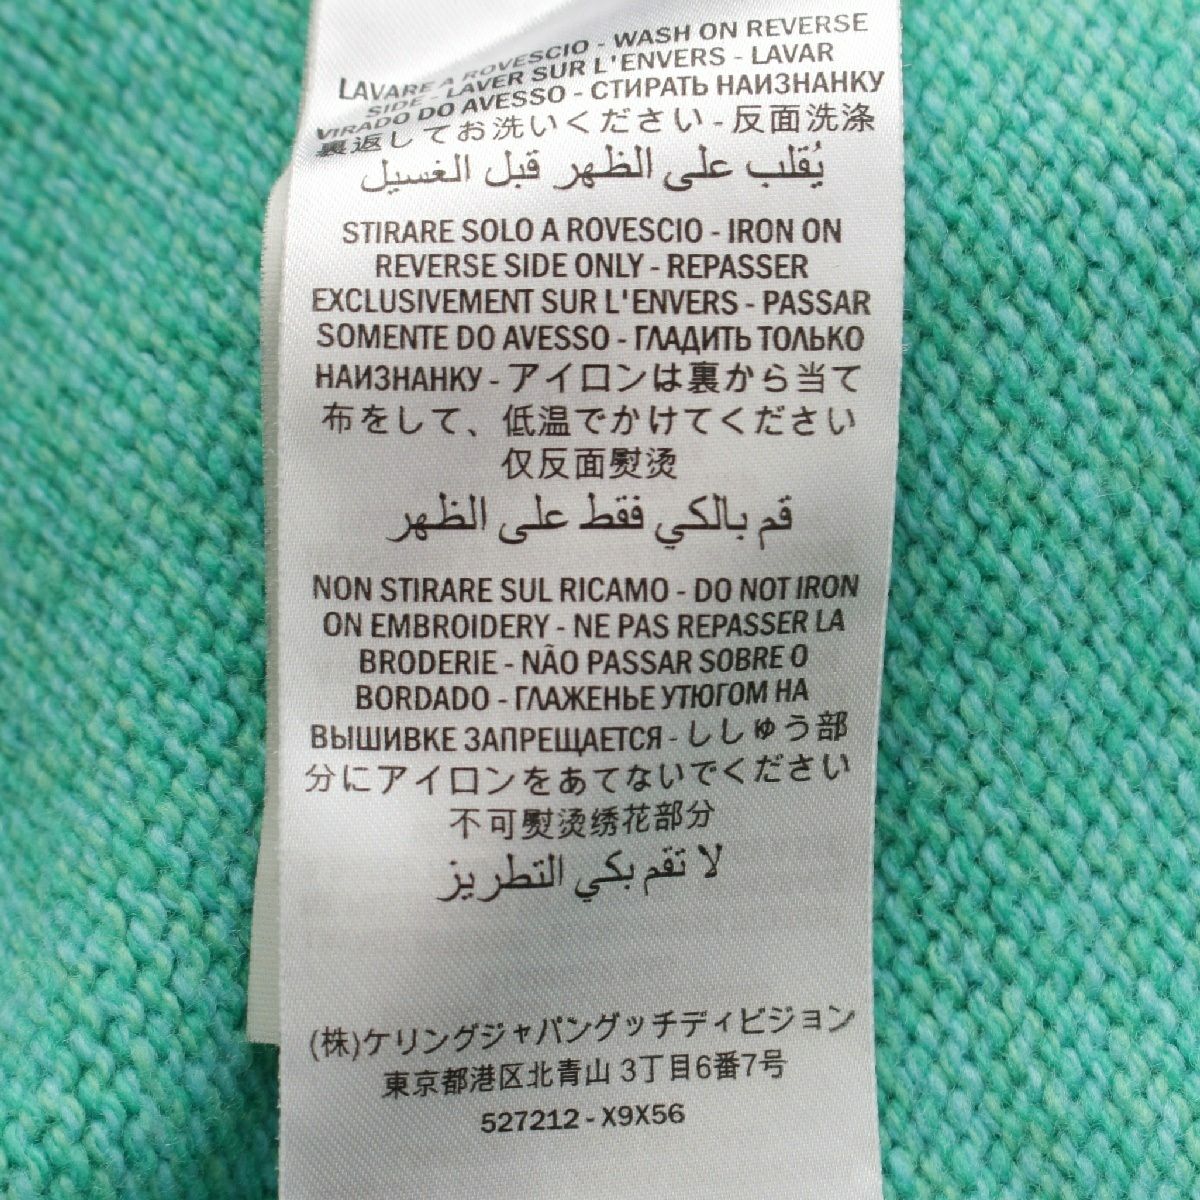 LAVARE A ROVESCIO - WASH ON REVERSE
SIDE - LAVER SUR L'ENVERS - LAVAR
VIRADO DO AVESSO - СТИРАТЬ НАИЗНАНКУ
裏返してお洗いください - 反面洗涤
يُقلب على الظهر قبل الغسيل
STIRARE SOLO A ROVESCIO - IRON ON
REVERSE SIDE ONLY - REPASSER
EXCLUSIVEMENT SUR L'ENVERS - PASSAR
SOMENTE DO AVESSO - ГЛАДИТЬ ТОЛЬКО
НАИЗНАНКУ - アイロンは裏から当て
布をして、低温でかけてください
仅反面熨烫
قم بالكي فقط على الظهر
NON STIRARE SUL RICAMO - DO NOT IRON
ON EMBROIDERY - NE PAS REPASSER LA
BRODERIE - NÃO PASSAR SOBRE O
BORDADO - ГЛАЖЕНЬЕ УТЮГОМ НА
ВЫШИВКЕ ЗАПРЕЩАЕТСЯ - ししゅう部
分にアイロンをあてないでください
不可熨烫绣花部分
لا تقم بكي التطريز
(株)ケリングジャパングッチディビジョン
東京都港区北青山 3丁目6番7号
527212 - X9X56